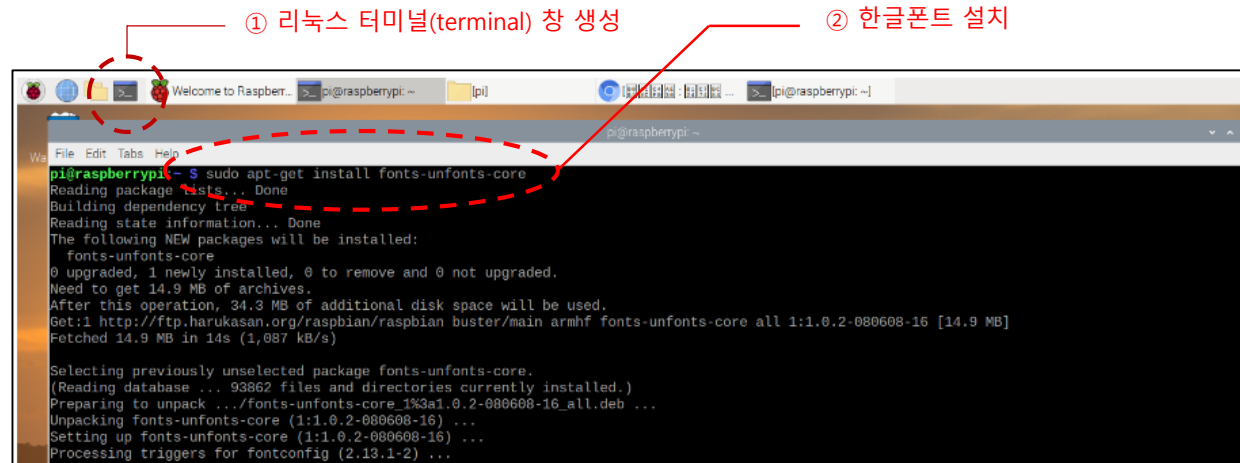 ① 리눅스 터미널(terminal) 창 생성
② 한글폰트 설치
Welcome to Raspberr... pi@raspberrypi: ~ [pi] [pi@raspberrypi: ~]
pi@raspberrypi: ~
Wa
File Edit Tabs Help
pi@raspberrypi:~ $ sudo apt-get install fonts-unfonts-core
Reading package lists... Done
Building dependency tree
Reading state information... Done
The following NEW packages will be installed:
fonts-unfonts-core
0 upgraded, 1 newly installed, 0 to remove and 0 not upgraded.
Need to get 14.9 MB of archives.
After this operation, 34.3 MB of additional disk space will be used.
Get:1 http://ftp.harukasan.org/raspbian/raspbian buster/main armhf fonts-unfonts-core all 1:1.0.2-080608-16 [14.9 MB]
Fetched 14.9 MB in 14s (1,087 kB/s)
Selecting previously unselected package fonts-unfonts-core.
(Reading database ... 93862 files and directories currently installed.)
Preparing to unpack .../fonts-unfonts-core_1%3a1.0.2-080608-16_all.deb ...
Unpacking fonts-unfonts-core (1:1.0.2-080608-16) ...
Setting up fonts-unfonts-core (1:1.0.2-080608-16) ...
Processing triggers for fontconfig (2.13.1-2) ...